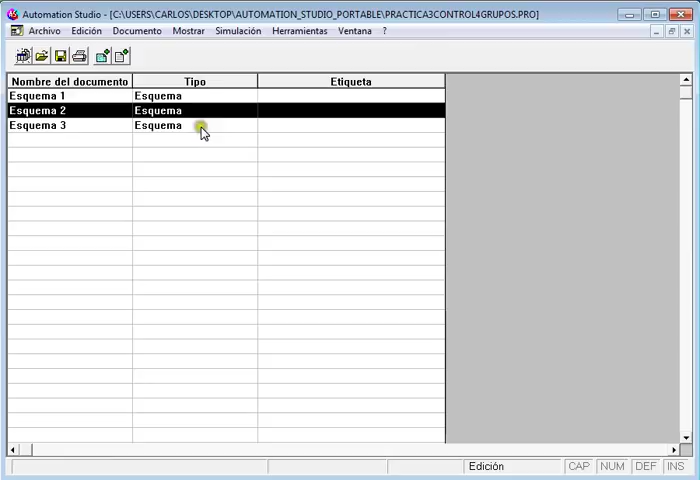 Automation Studio - [C:\USERS\CARLOS\DESKTOP\AUTOMATION_STUDIO_PORTABLE\PRACTICA3CONTROL4GRUPOS.PRO]
Archivo Edición Documento Mostrar Simulación Herramientas Ventana ?
Nombre del documento Tipo Etiqueta
Esquema 1 Esquema
Esquema 2 Esquema
Esquema 3 Esquema
Edición CAP NUM DEF INS